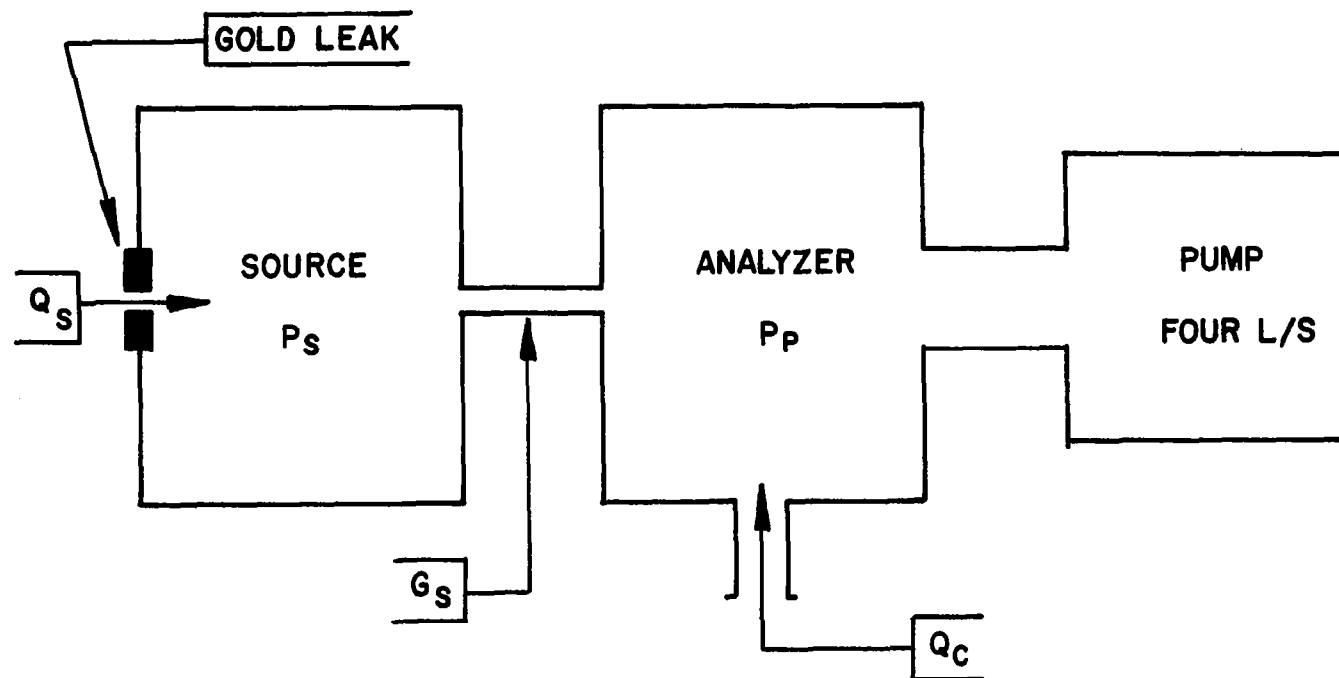 GOLD LEAK
SOURCE
PS
ANALYZER
PP
PUMP
FOUR L/S
QS
GS
QC